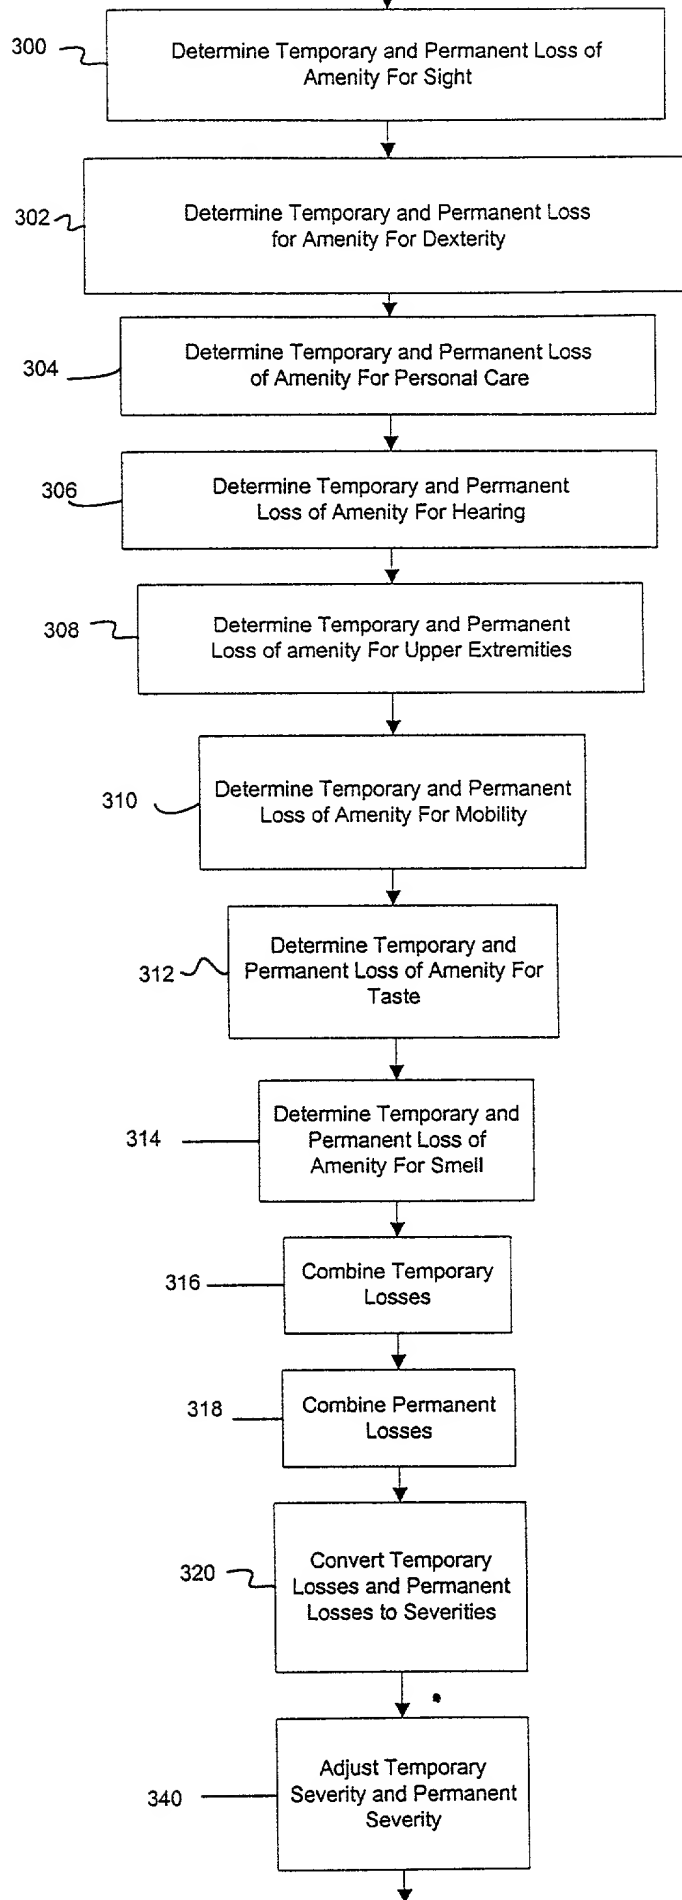 300
Determine Temporary and Permanent Loss of
Amenity For Sight
302
Determine Temporary and Permanent Loss
for Amenity For Dexterity
304
Determine Temporary and Permanent Loss
of Amenity For Personal Care
306
Determine Temporary and Permanent
Loss of Amenity For Hearing
308
Determine Temporary and Permanent
Loss of amenity For Upper Extremities
310
Determine Temporary and Permanent
Loss of Amenity For Mobility
312
Determine Temporary and
Permanent Loss of Amenity For
Taste
314
Determine Temporary and
Permanent Loss of
Amenity For Smell
316
Combine Temporary
Losses
318
Combine Permanent
Losses
320
Convert Temporary
Losses and Permanent
Losses to Severities
340
Adjust Temporary
Severity and Permanent
Severity